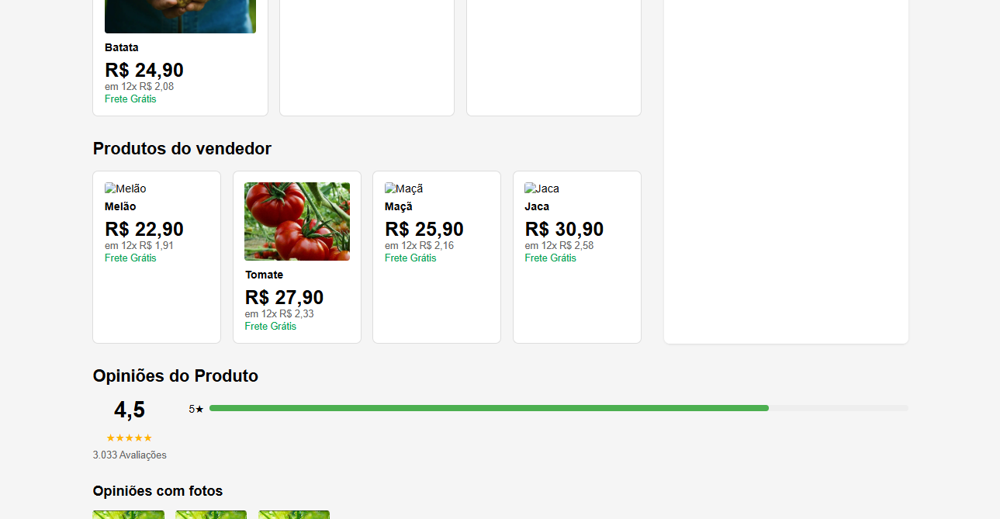 Batata
R$ 24,90
em 12x R$ 2,08
Frete Grátis
Produtos do vendedor
Melão
Melão
R$ 22,90
em 12x R$ 1,91
Frete Grátis
Tomate
R$ 27,90
em 12x R$ 2,33
Frete Grátis
Maçã
Maçã
R$ 25,90
em 12x R$ 2,16
Frete Grátis
Jaca
Jaca
R$ 30,90
em 12x R$ 2,58
Frete Grátis
Opiniões do Produto
4,5
★★★★★
3.033 Avaliações
5★
Opiniões com fotos